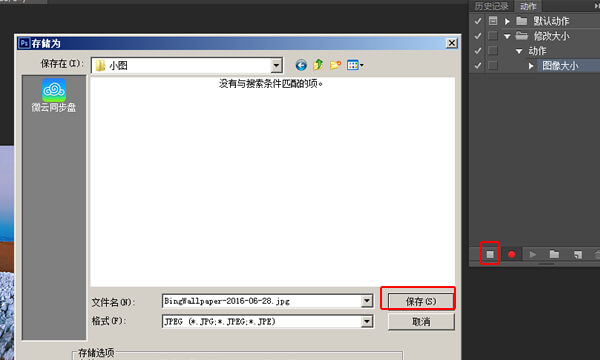 历史记录 动作
默认动作
修改大小
动作
图像大小
Ps 存储为
保存在(I): 小图
没有与搜索条件匹配的项。
微云同步盘
文件名(N): BingWallpaper-2016-06-28.jpg 保存(S)
格式(F): JPEG (*.JPG;*.JPEG;*.JPE) 取消
存储选项